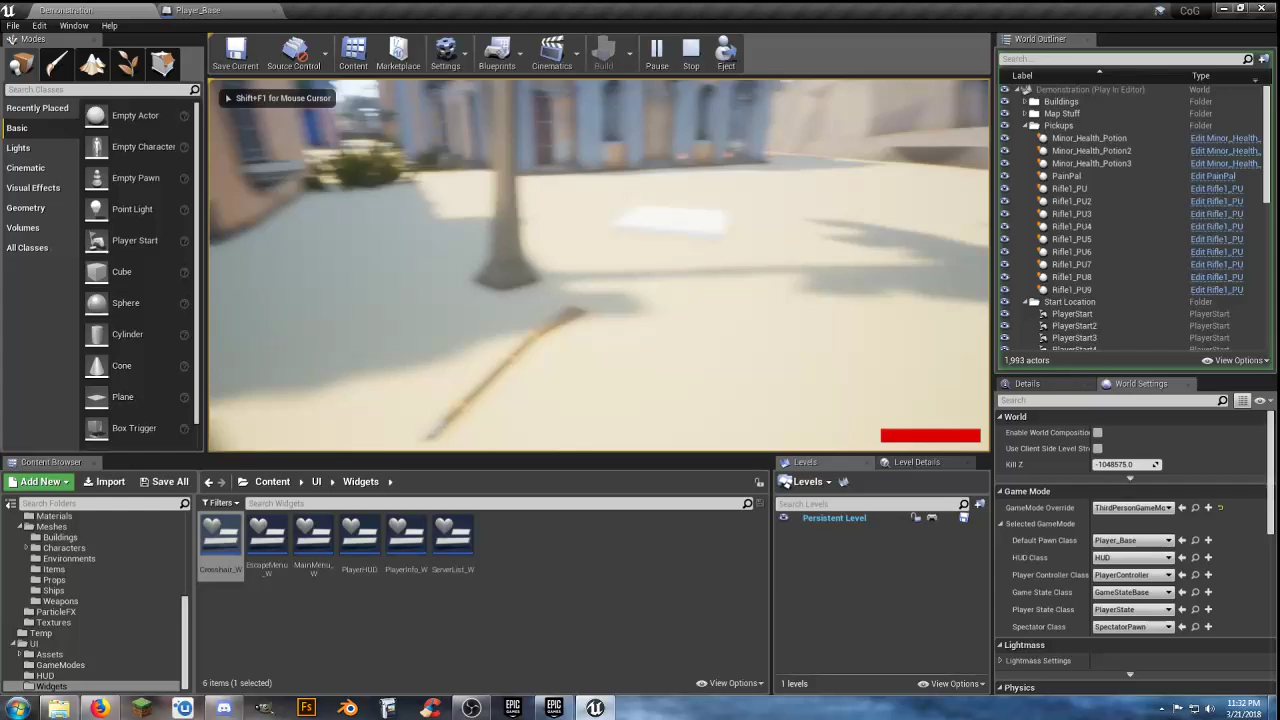 Demonstration
Player_Base
CoG
File Edit Window Help
Modes
Search Classes
Recently Placed
Basic
Lights
Cinematic
Visual Effects
Geometry
Volumes
All Classes
Empty Actor
Empty Character
Empty Pawn
Point Light
Player Start
Cube
Sphere
Cylinder
Cone
Plane
Box Trigger
Save Current
Source Control
Content
Marketplace
Settings
Blueprints
Cinematics
Build
Pause
Stop
Eject
Shift+F1 for Mouse Cursor
World Outliner
Search...
Label Type
Demonstration (Play In Editor) World
Buildings Folder
Map Stuff Folder
Pickups Folder
Minor_Health_Potion Edit Minor_Health_
Minor_Health_Potion2 Edit Minor_Health_
Minor_Health_Potion3 Edit Minor_Health_
PainPal Edit PainPal
Rifle1_PU Edit Rifle1_PU
Rifle1_PU2 Edit Rifle1_PU
Rifle1_PU3 Edit Rifle1_PU
Rifle1_PU4 Edit Rifle1_PU
Rifle1_PU5 Edit Rifle1_PU
Rifle1_PU6 Edit Rifle1_PU
Rifle1_PU7 Edit Rifle1_PU
Rifle1_PU8 Edit Rifle1_PU
Rifle1_PU9 Edit Rifle1_PU
Start Location Folder
PlayerStart PlayerStart
PlayerStart2 PlayerStart
PlayerStart3 PlayerStart
PlayerStart4 PlayerStart
1,993 actors View Options
Details World Settings
Search
World
Enable World Compositio
Use Client Side Level Str
Kill Z -1048575.0
Game Mode
GameMode Override ThirdPersonGameMo
Selected GameMode
Default Pawn Class Player_Base
HUD Class HUD
Player Controller Class PlayerController
Game State Class GameStateBase
Player State Class PlayerState
Spectator Class SpectatorPawn
Lightmass
Lightmass Settings
Physics
Content Browser
Add New Import Save All
Content UI Widgets
Search Folders
Filters Search Widgets
Materials
Meshes
Buildings
Characters
Environments
Items
Props
Ships
Weapons
ParticleFX
Textures
Temp
UI
Assets
GameModes
HUD
Widgets
Crosshair_W
EscapeMenu_W
MainMenu_W
PlayerHUD
PlayerInfo_W
ServerList_W
6 items (1 selected) View Options
Levels Level Details
Levels
Search Levels
Persistent Level
1 levels View Options
Fs
EPIC GAMES
EPIC GAMES
11:32 PM
3/21/2018